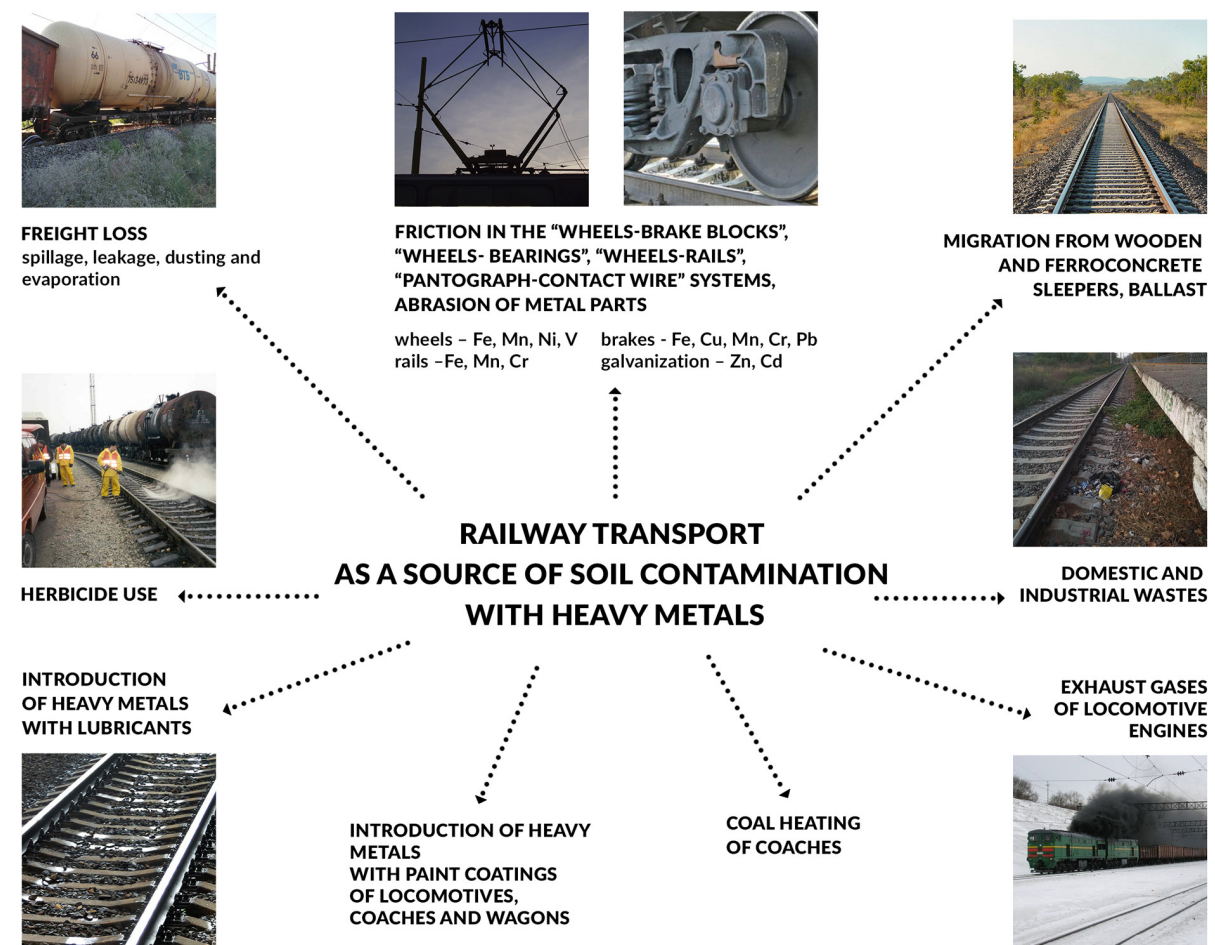 66
BTS
FREIGHT LOSS
spillage, leakage, dusting and
evaporation
FRICTION IN THE “WHEELS-BRAKE BLOCKS”,
“WHEELS- BEARINGS”, “WHEELS-RAILS”,
“PANTOGRAPH-CONTACT WIRE” SYSTEMS,
ABRASION OF METAL PARTS
wheels – Fe, Mn, Ni, V
rails –Fe, Mn, Cr
brakes - Fe, Cu, Mn, Cr, Pb
galvanization – Zn, Cd
MIGRATION FROM WOODEN
AND FERROCONCRETE
SLEEPERS, BALLAST
RAILWAY TRANSPORT
AS A SOURCE OF SOIL CONTAMINATION
WITH HEAVY METALS
HERBICIDE USE
DOMESTIC AND
INDUSTRIAL WASTES
INTRODUCTION
OF HEAVY METALS
WITH LUBRICANTS
EXHAUST GASES
OF LOCOMOTIVE
ENGINES
INTRODUCTION OF HEAVY
METALS
WITH PAINT COATINGS
OF LOCOMOTIVES,
COACHES AND WAGONS
COAL HEATING
OF COACHES